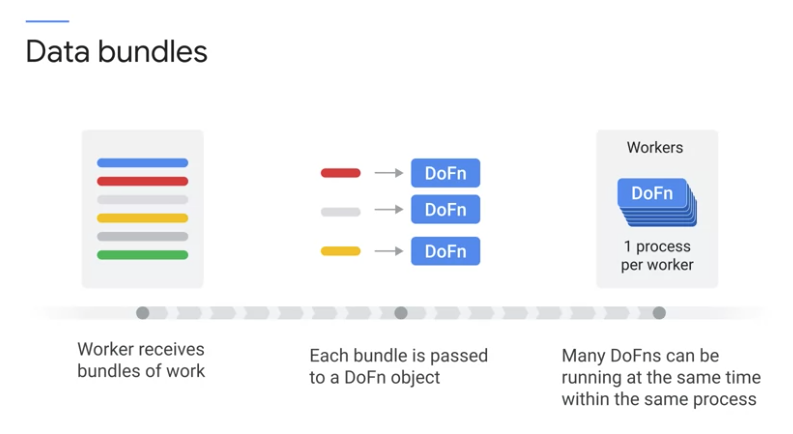 Data bundles
DoFn
DoFn
DoFn
Workers
DoFn
1 process
per worker
Worker receives
bundles of work
Each bundle is passed
to a DoFn object
Many DoFns can be
running at the same time
within the same process